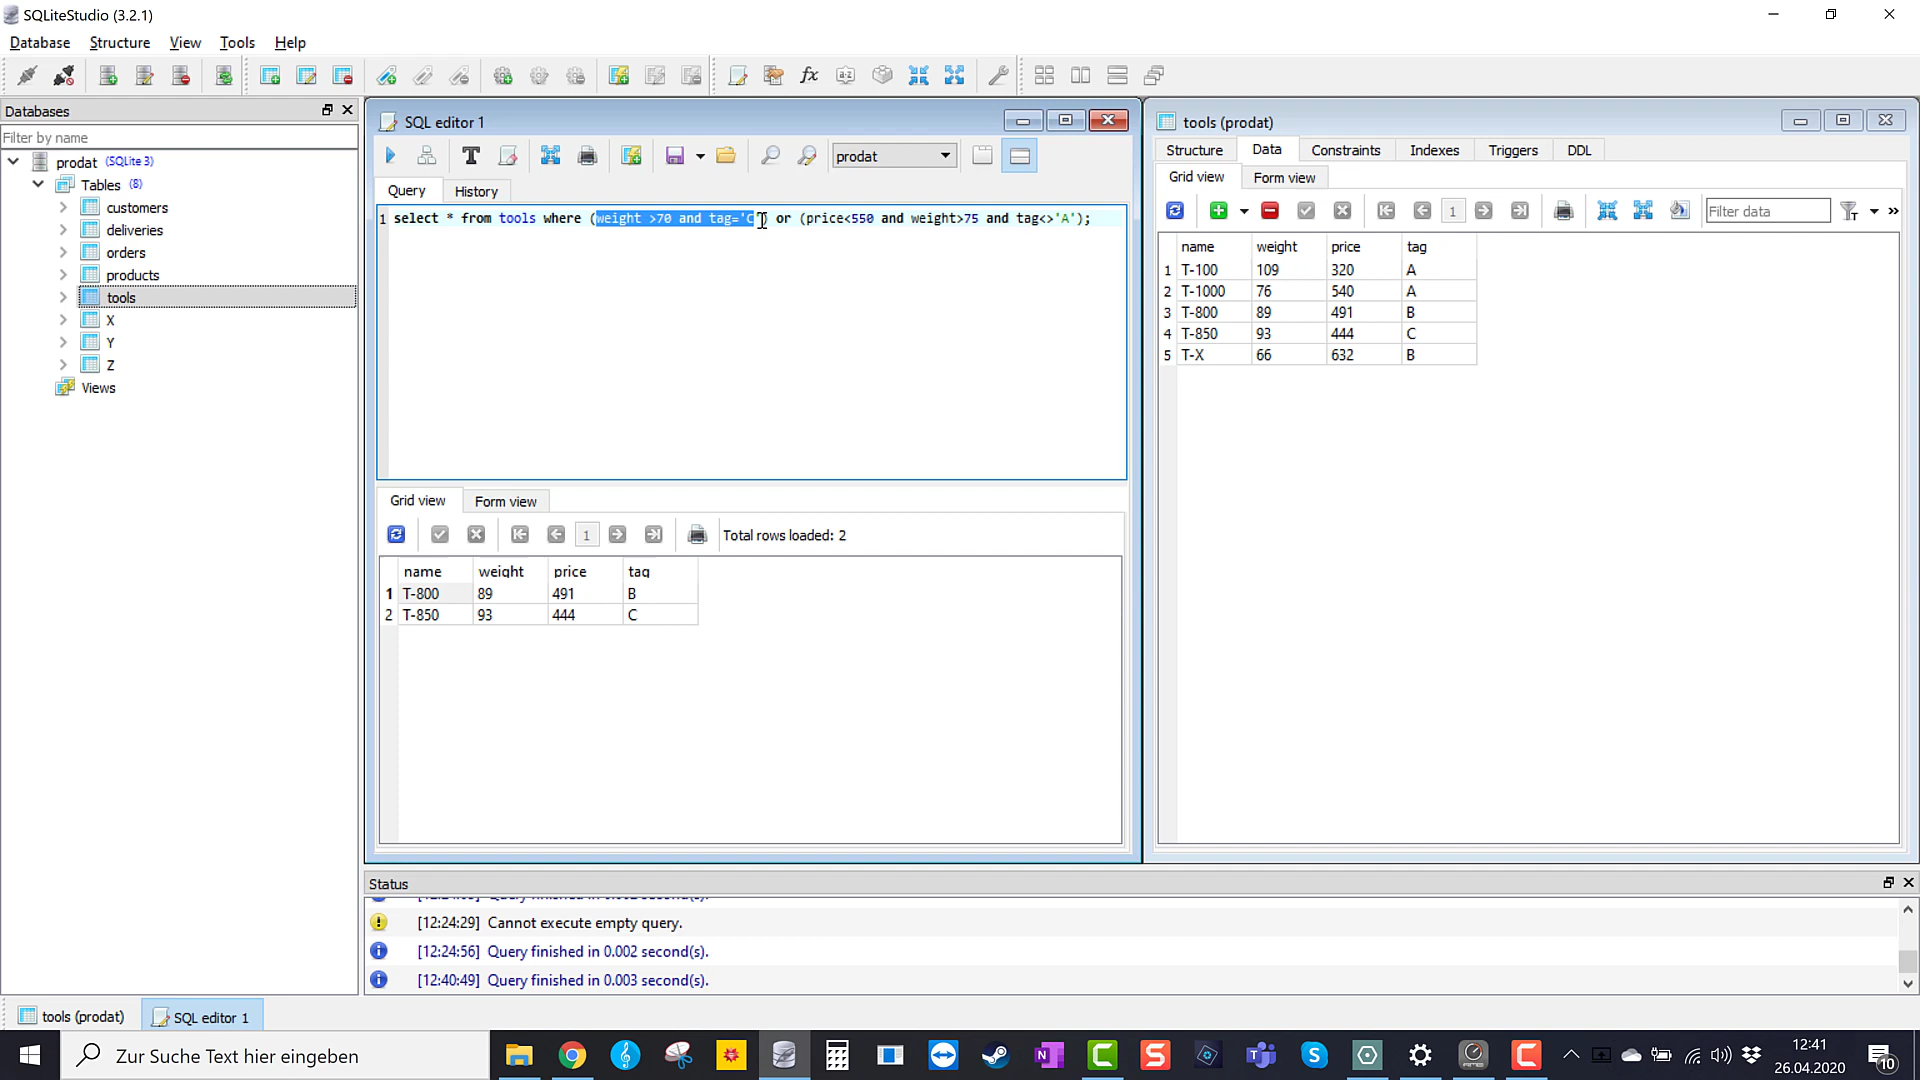 SQLiteStudio (3.2.1)
Database Structure View Tools Help
Databases
Filter by name
prodat (SQLite 3)
Tables (8)
customers
deliveries
orders
products
tools
X
Y
Z
Views
SQL editor 1
prodat
Query History
1 select * from tools where (weight >70 and tag='C') or (price<550 and weight>75 and tag<>'A');
Grid view Form view
1 Total rows loaded: 2
name weight price tag
1 T-800 89 491 B
2 T-850 93 444 C
tools (prodat)
Structure Data Constraints Indexes Triggers DDL
Grid view Form view
1 Filter data
name weight price tag
1 T-100 109 320 A
2 T-1000 76 540 A
3 T-800 89 491 B
4 T-850 93 444 C
5 T-X 66 632 B
Status
[12:24:29] Cannot execute empty query.
[12:24:56] Query finished in 0.002 second(s).
[12:40:49] Query finished in 0.003 second(s).
tools (prodat) SQL editor 1
Zur Suche Text hier eingeben
12:41
26.04.2020
10